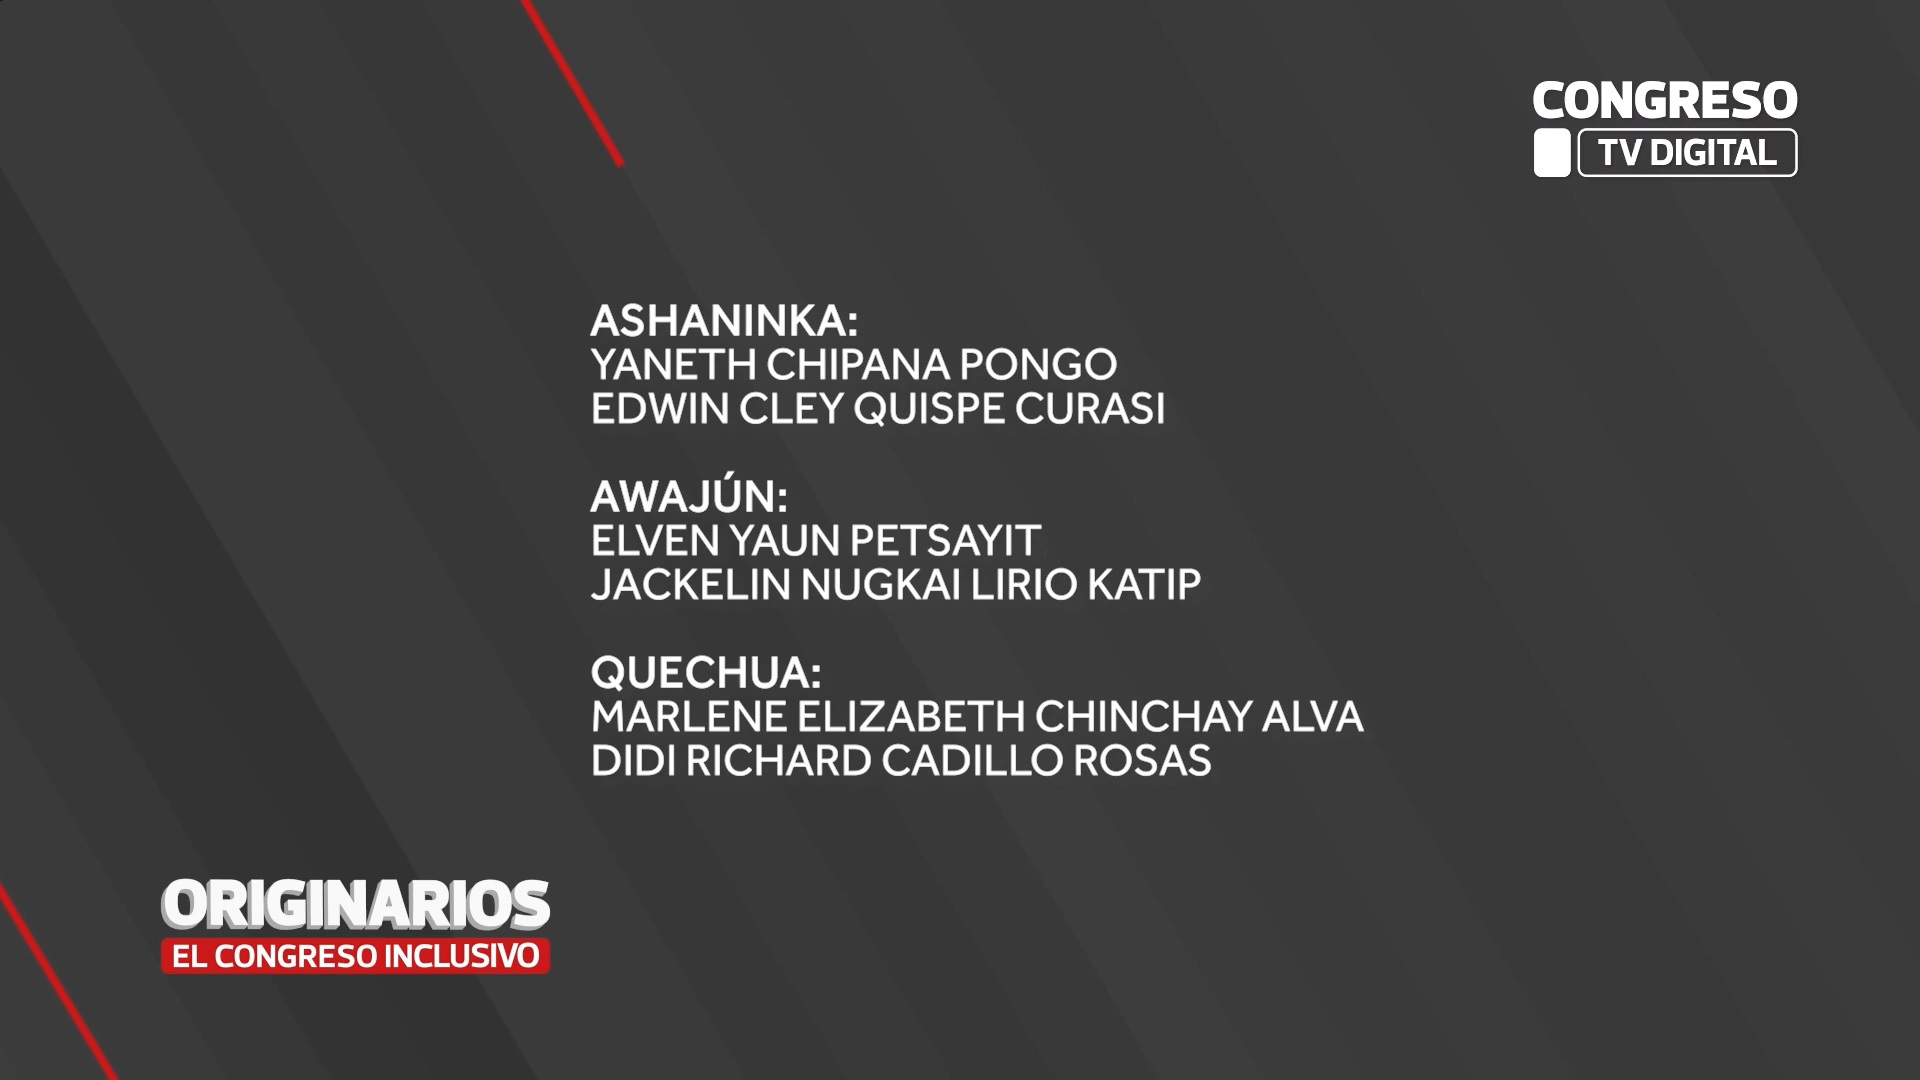 CONGRESO
TV DIGITAL
ASHANINKA:
YANETH CHIPANA PONGO
EDWIN CLEY QUISPE CURASI
AWAJÚN:
ELVEN YAUN PETSAYIT
JACKELIN NUGKAI LIRIO KATIP
QUECHUA:
MARLENE ELIZABETH CHINCHAY ALVA
DIDI RICHARD CADILLO ROSAS
ORIGINARIOS
EL CONGRESO INCLUSIVO